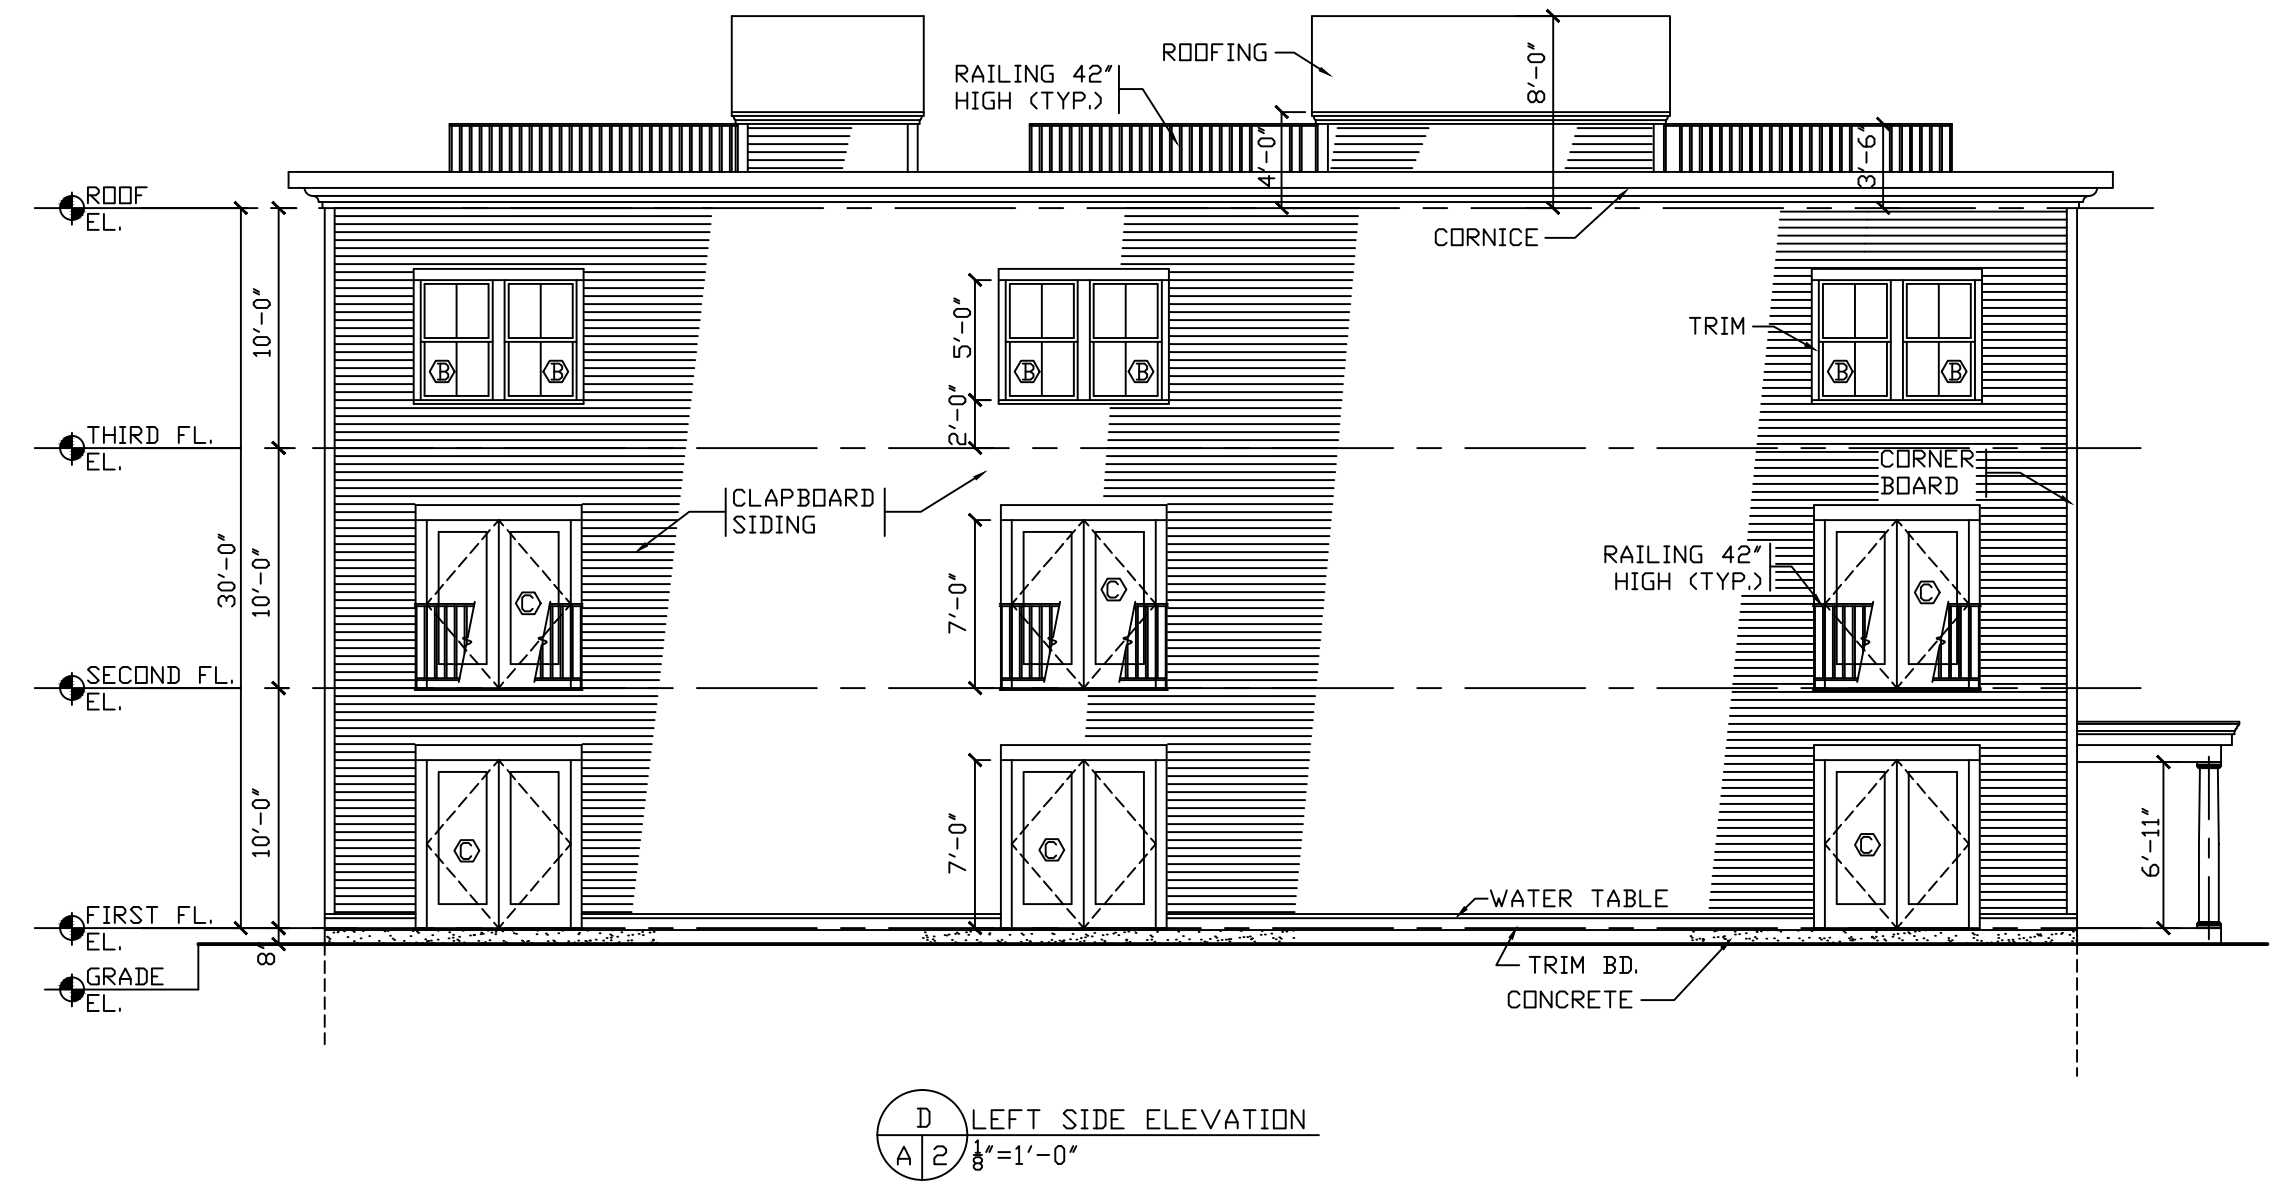 ROOFING
RAILING 42"
HIGH (TYP.)
8'-0"
4'-0"
3'-6"
ROOF
EL.
CORNICE
10'-0"
5'-0"
TRIM
B
B
B
B
B
B
2'-0"
THIRD FL.
EL.
CORNER
BOARD
CLAPBOARD
SIDING
30'-0"
10'-0"
7'-0"
RAILING 42"
HIGH (TYP.)
C
C
C
SECOND FL.
EL.
10'-0"
7'-0"
6'-11"
C
C
C
WATER TABLE
FIRST FL.
EL.
8"
TRIM BD.
GRADE
EL.
CONCRETE
D
LEFT SIDE ELEVATION
A 2
1/8"=1'-0"